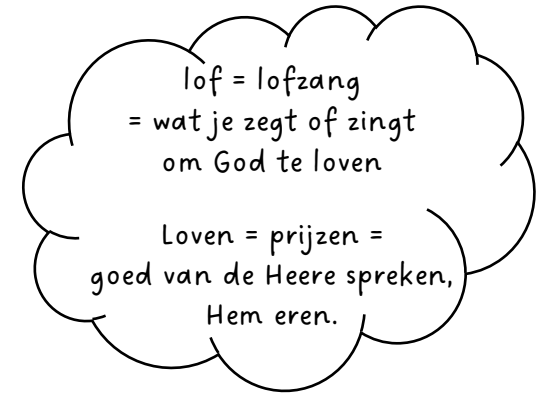 lof = lofzang
= wat je zegt of zingt
om God te loven
Loven = prijzen =
goed van de Heere spreken,
Hem eren.